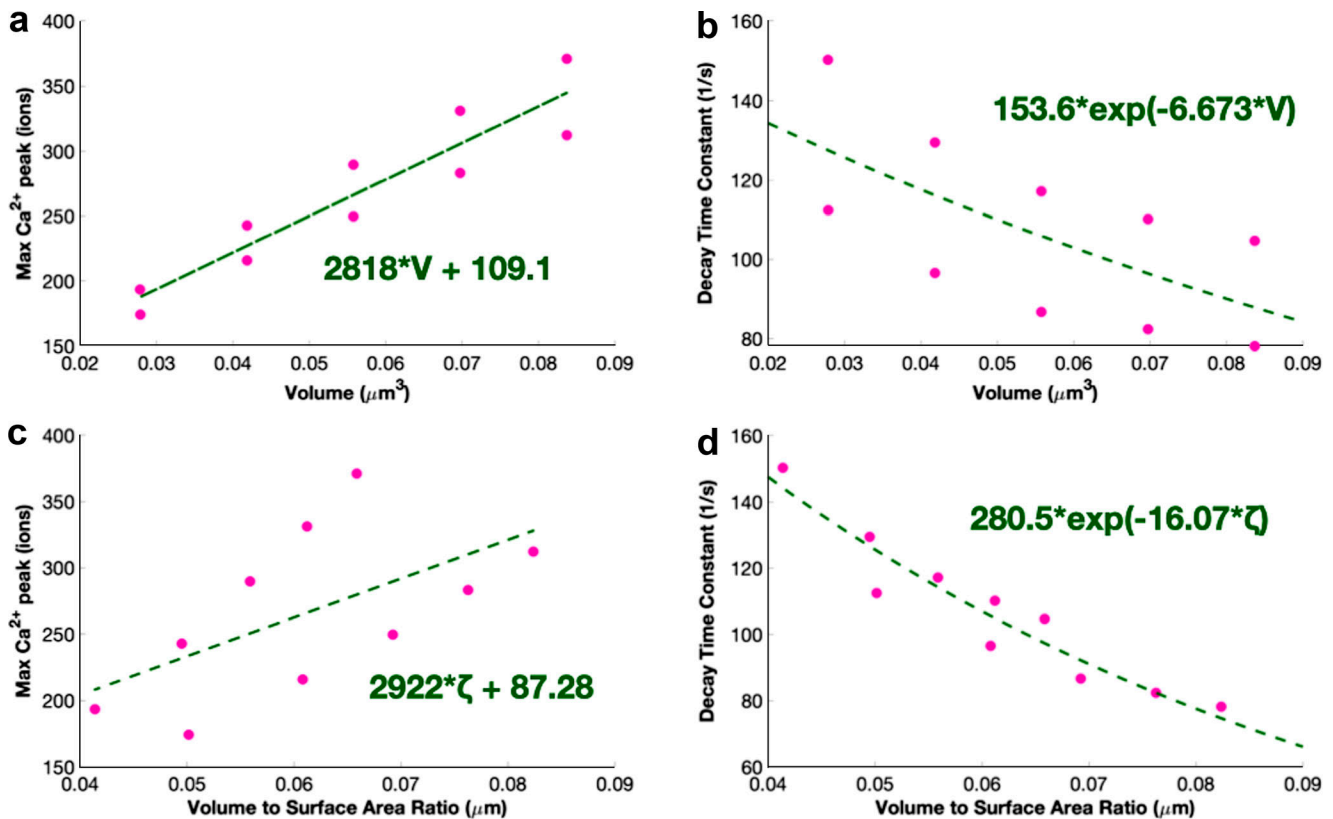 a
400
350
300
250
200
150
Max Ca²⁺ peak (ions)
2818*V + 109.1
0.02 0.03 0.04 0.05 0.06 0.07 0.08 0.09
Volume (μm³)
b
160
140
120
100
80
Decay Time Constant (1/s)
153.6*exp(-6.673*V)
0.02 0.03 0.04 0.05 0.06 0.07 0.08 0.09
Volume (μm³)
c
400
350
300
250
200
150
Max Ca²⁺ peak (ions)
2922*ζ + 87.28
0.04 0.05 0.06 0.07 0.08 0.09
Volume to Surface Area Ratio (μm)
d
160
140
120
100
80
60
Decay Time Constant (1/s)
280.5*exp(-16.07*ζ)
0.04 0.05 0.06 0.07 0.08 0.09
Volume to Surface Area Ratio (μm)